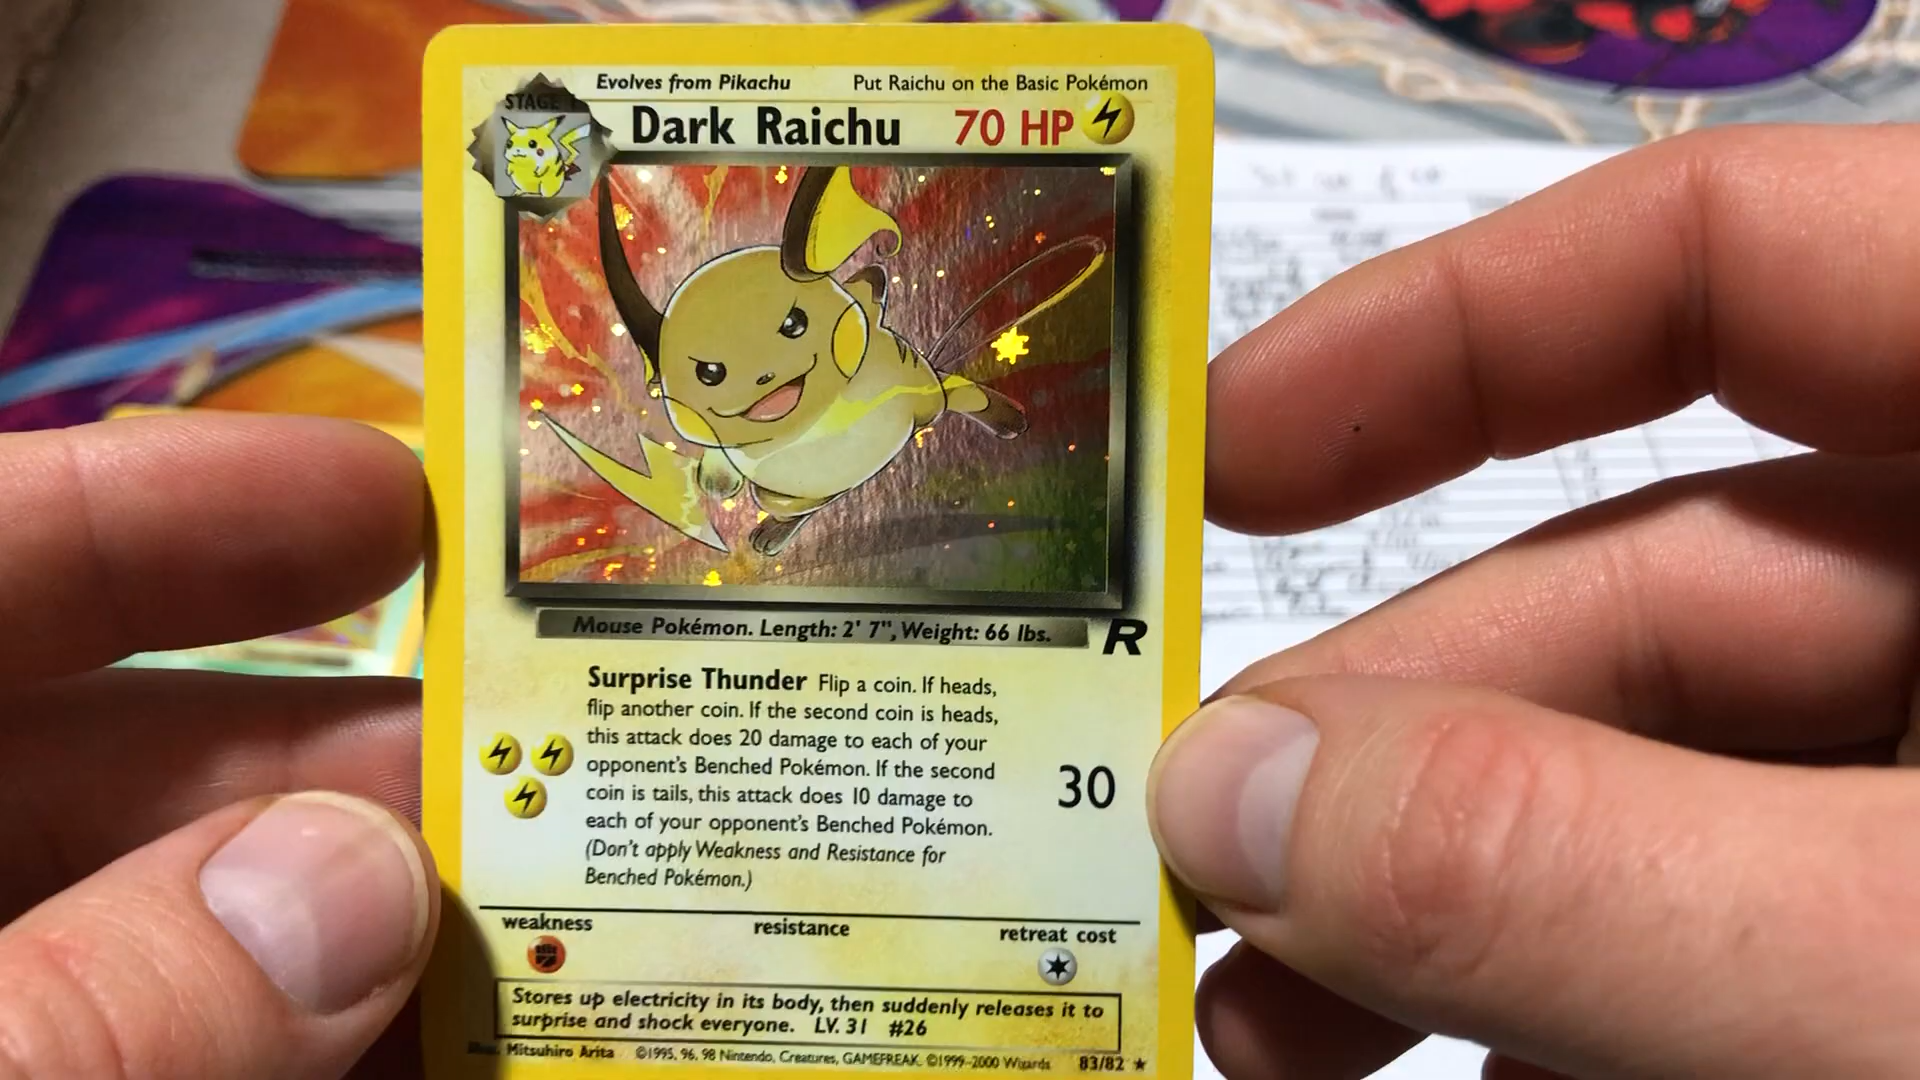 Evolves from Pikachu Put Raichu on the Basic Pokémon
STAGE 1
Dark Raichu 70 HP
Mouse Pokémon. Length: 2' 7", Weight: 66 lbs.
R
Surprise Thunder Flip a coin. If heads,
flip another coin. If the second coin is heads,
this attack does 20 damage to each of your
opponent's Benched Pokémon. If the second
coin is tails, this attack does 10 damage to
each of your opponent's Benched Pokémon.
(Don't apply Weakness and Resistance for
Benched Pokémon.)
30
weakness resistance retreat cost
Stores up electricity in its body, then suddenly releases it to
surprise and shock everyone. LV. 31 #26
Illus. Mitsuhiro Arita ©1995, 96, 98 Nintendo, Creatures, GAMEFREAK. ©1999-2000 Wizards 83/82 ★